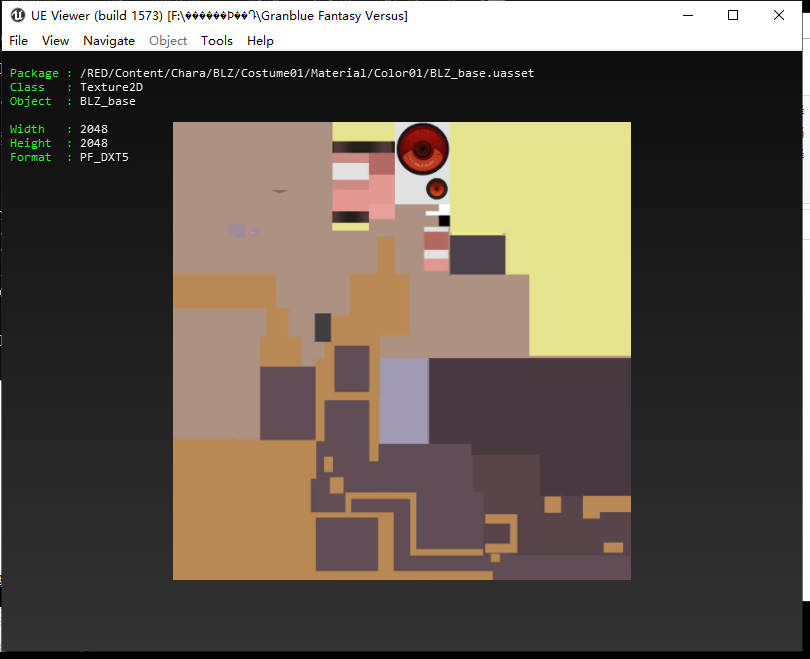 UE Viewer (build 1573) [F:\������Þ��Դ\Granblue Fantasy Versus]
File View Navigate Object Tools Help
Package : /RED/Content/Chara/BLZ/Costume01/Material/Color01/BLZ_base.uasset
Class : Texture2D
Object : BLZ_base
Width : 2048
Height : 2048
Format : PF_DXT5